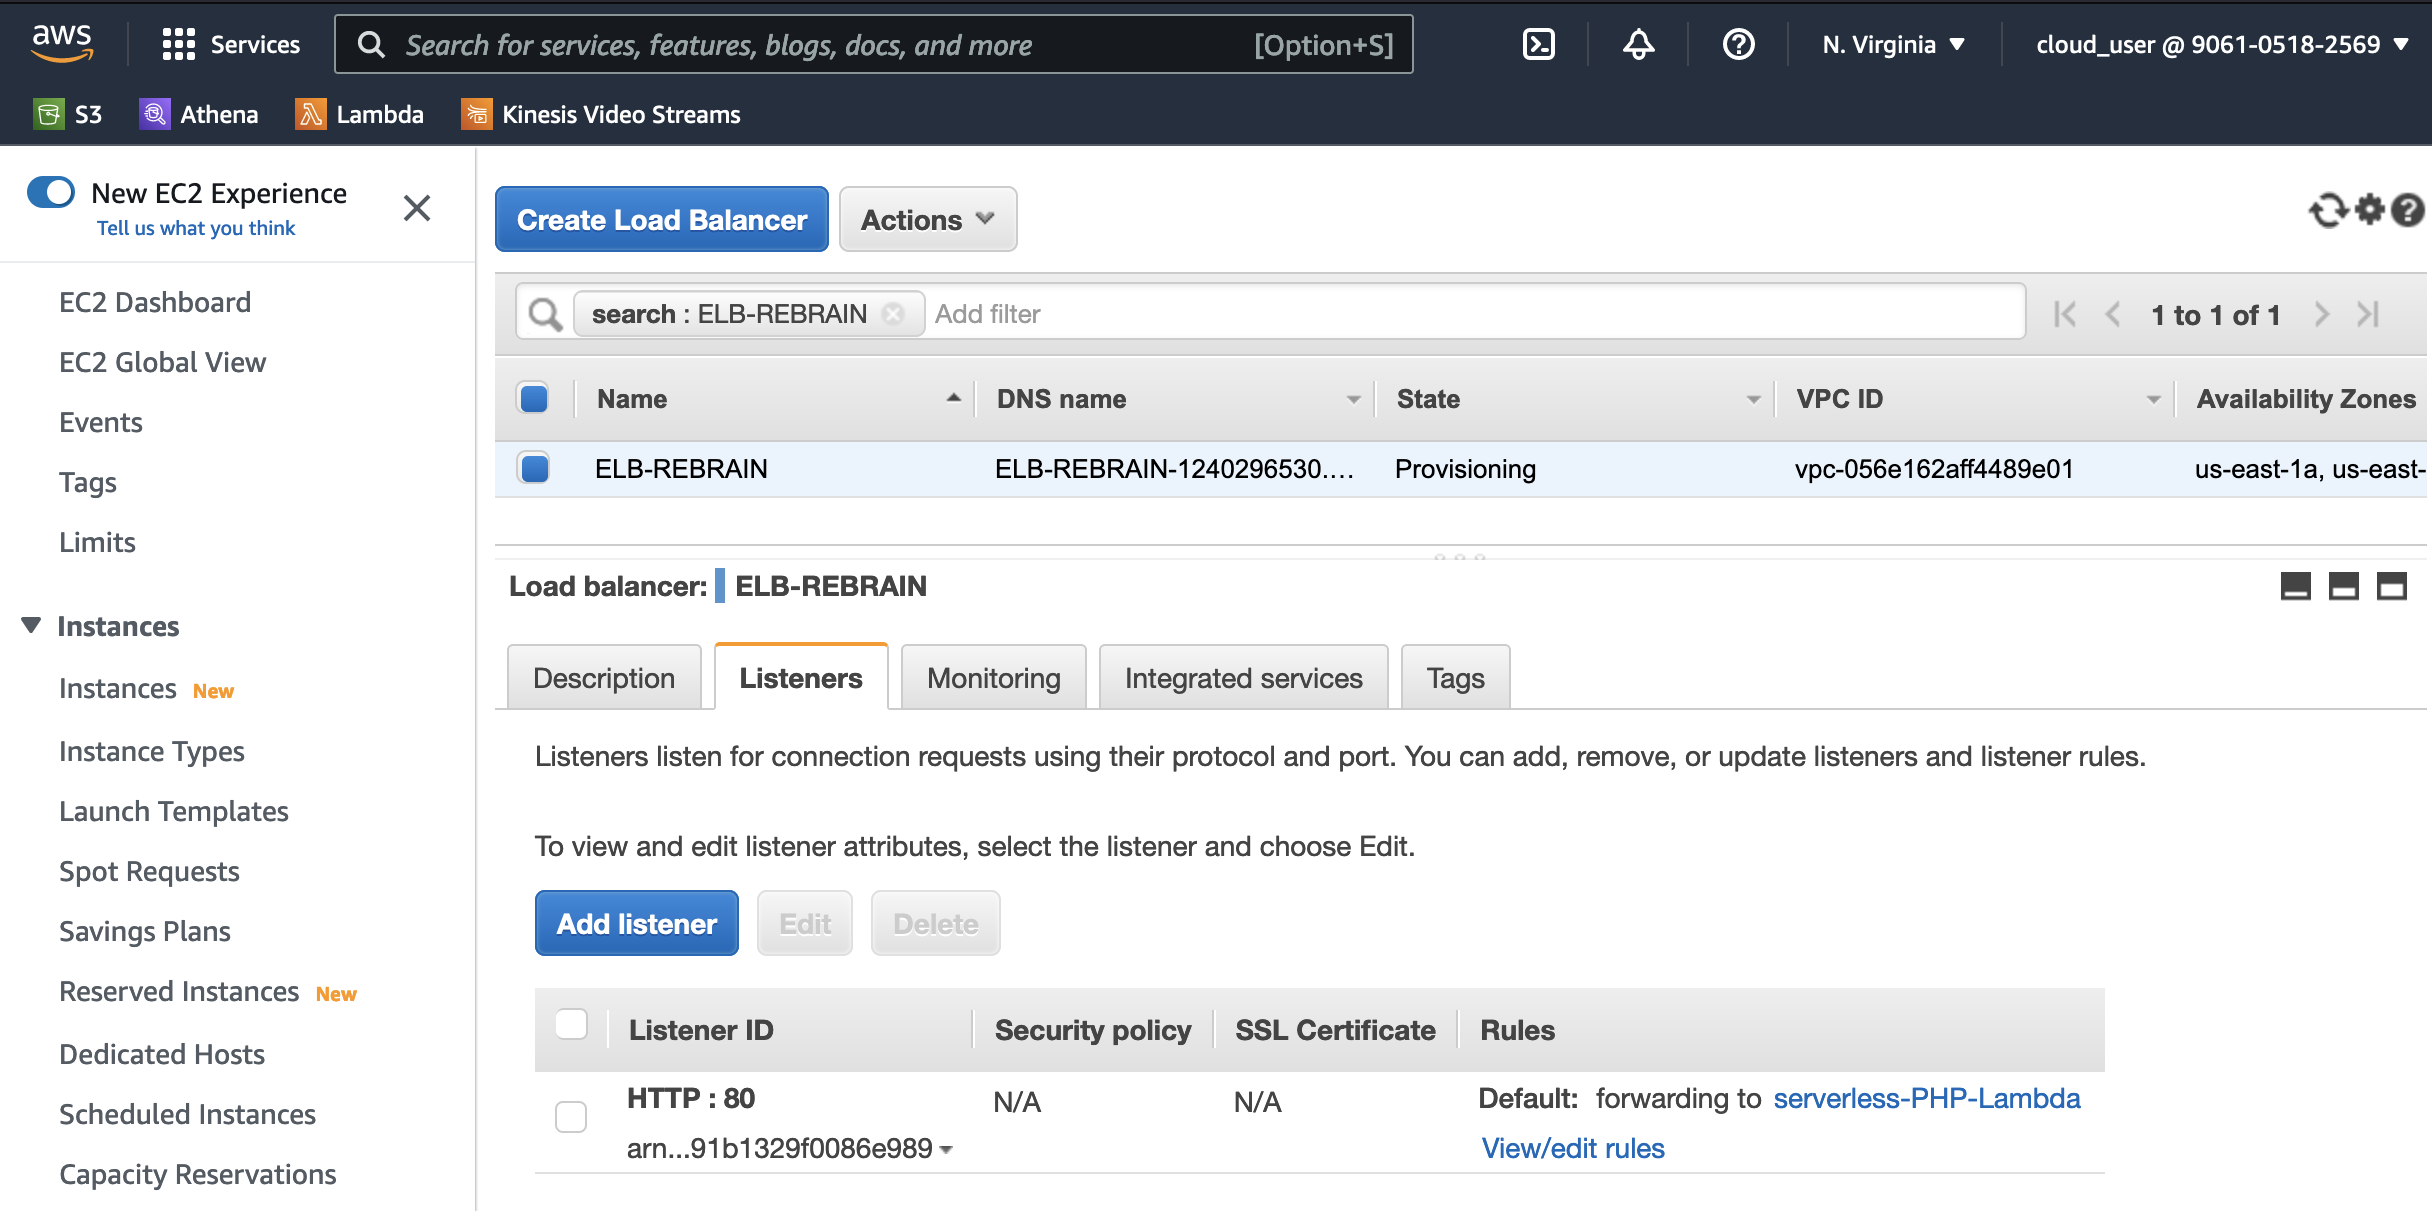 aws
Services
Search for services, features, blogs, docs, and more [Option+S]
N. Virginia
cloud_user @ 9061-0518-2569
S3 Athena Lambda Kinesis Video Streams
New EC2 Experience
Tell us what you think
EC2 Dashboard
EC2 Global View
Events
Tags
Limits
Instances
Instances New
Instance Types
Launch Templates
Spot Requests
Savings Plans
Reserved Instances New
Dedicated Hosts
Scheduled Instances
Capacity Reservations
Create Load Balancer Actions
search : ELB-REBRAIN Add filter 1 to 1 of 1
Name DNS name State VPC ID Availability Zones
ELB-REBRAIN ELB-REBRAIN-1240296530.... Provisioning vpc-056e162aff4489e01 us-east-1a, us-east-
Load balancer: ELB-REBRAIN
Description Listeners Monitoring Integrated services Tags
Listeners listen for connection requests using their protocol and port. You can add, remove, or update listeners and listener rules.
To view and edit listener attributes, select the listener and choose Edit.
Add listener Edit Delete
Listener ID Security policy SSL Certificate Rules
HTTP : 80 N/A N/A Default: forwarding to serverless-PHP-Lambda
arn...91b1329f0086e989 View/edit rules